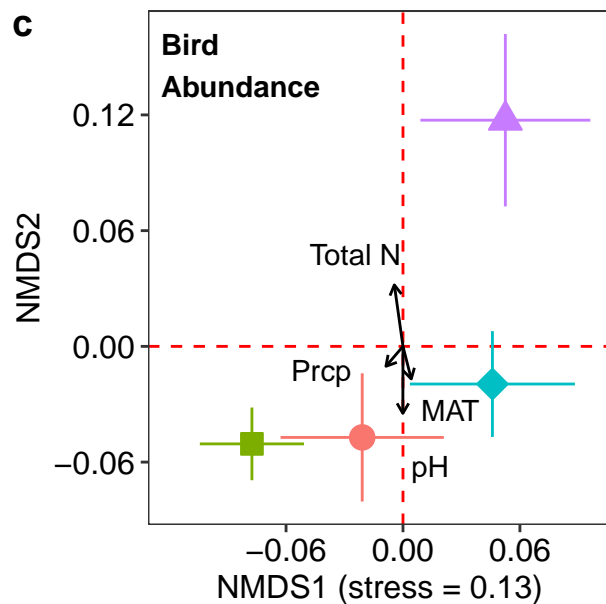 c
Bird
Abundance
NMDS2
0.12
0.06
0.00
−0.06
Total N
Prcp
MAT
pH
−0.06
0.00
0.06
NMDS1 (stress = 0.13)